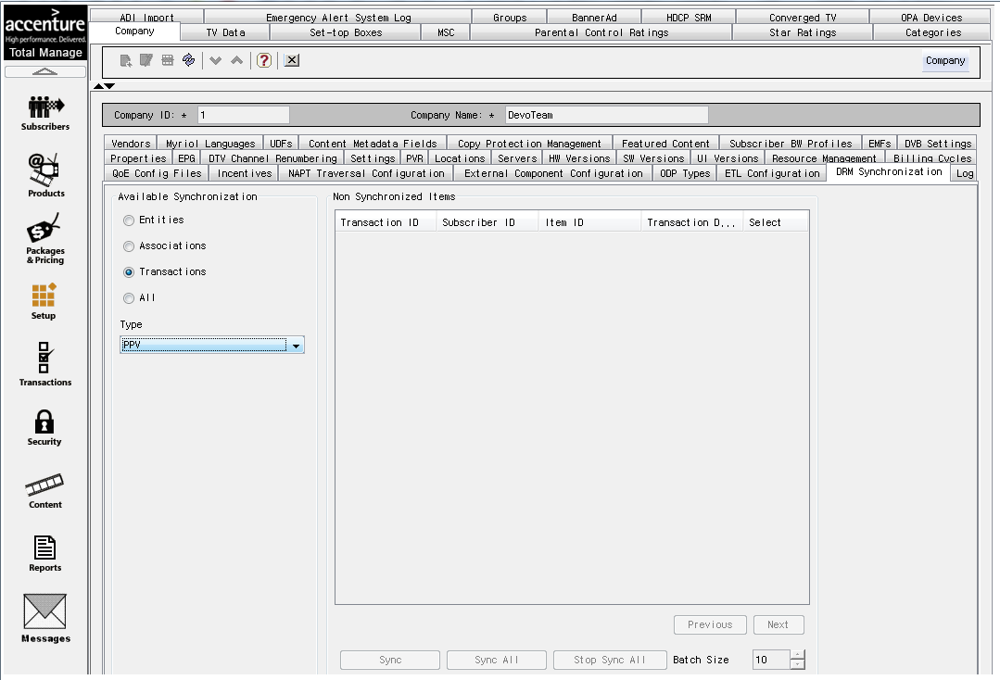 accenture
High performance. Delivered.
Total Manage
Subscribers
Products
Packages
& Pricing
Setup
Transactions
Security
Content
Reports
Messages
ADI Import Emergency Alert System Log Groups BannerAd HDCP SRM Converged TV OPA Devices
Company TV Data Set-top Boxes MSC Parental Control Ratings Star Ratings Categories
? Company
Company ID: * 1 Company Name: * DevoTeam
Vendors Myriol Languages UDFs Content Metadata Fields Copy Protection Management Featured Content Subscriber BW Profiles EMFs DVB Settings
Properties EPG DTV Channel Renumbering Settings PVR Locations Servers HW Versions SW Versions UI Versions Resource Management Billing Cycles
QoE Config Files Incentives NAPT Traversal Configuration External Component Configuration ODP Types ETL Configuration DRM Synchronization Log
Available Synchronization
Entities
Associations
Transactions
All
Type
PPV
Non Synchronized Items
Transaction ID Subscriber ID Item ID Transaction D... Select
Previous Next
Sync Sync All Stop Sync All Batch Size 10